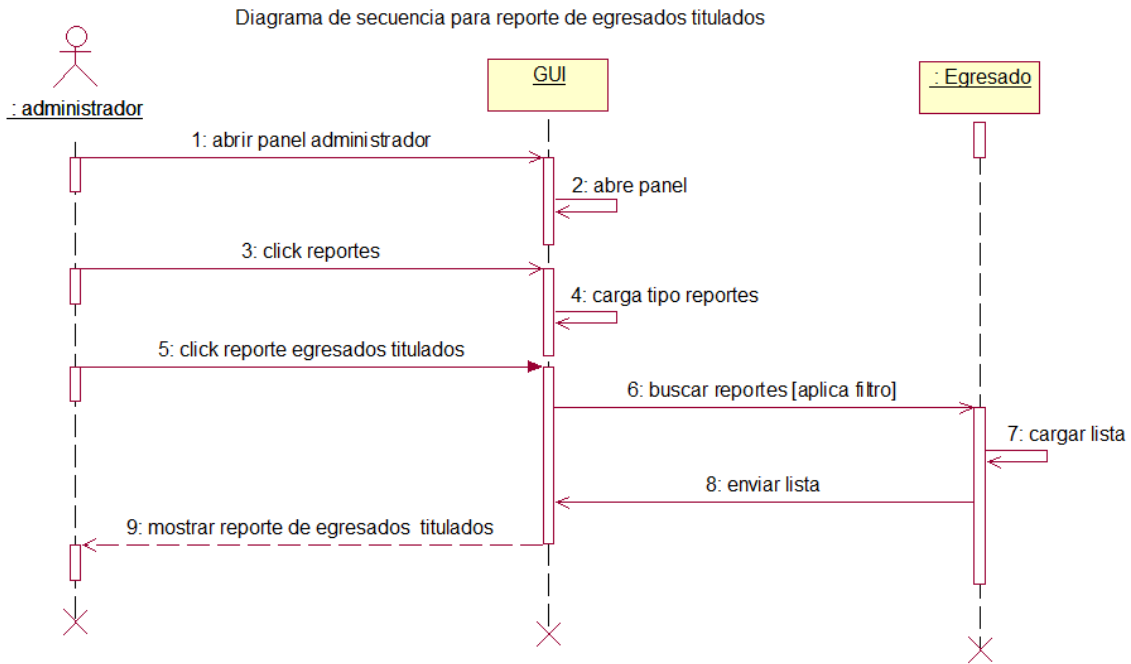 Diagrama de secuencia para reporte de egresados titulados
: administrador
GUI
: Egresado
1: abrir panel administrador
2: abre panel
3: click reportes
4: carga tipo reportes
5: click reporte egresados titulados
6: buscar reportes [aplica filtro]
7: cargar lista
8: enviar lista
9: mostrar reporte de egresados  titulados